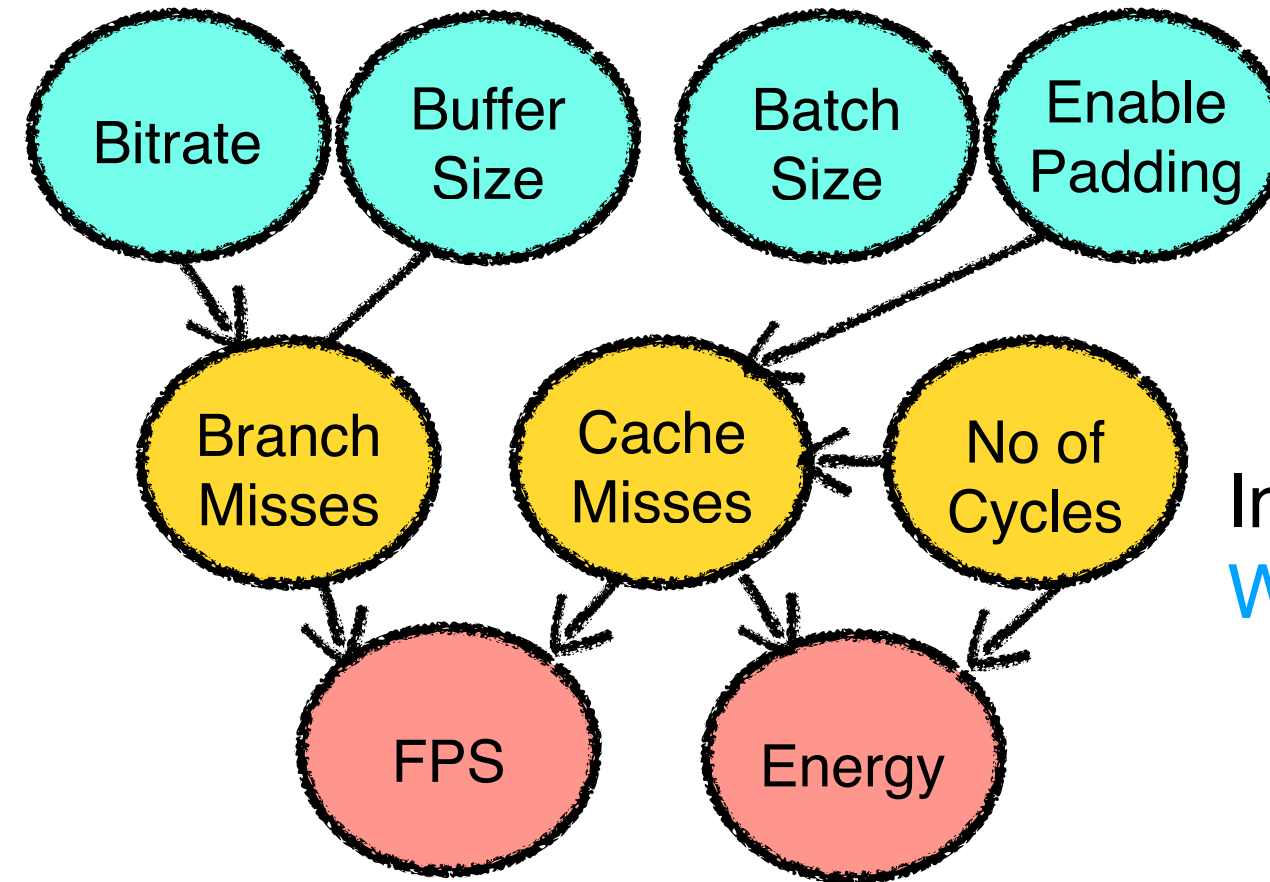 Bitrate
Buffer
Size
Batch
Size
Enable
Padding
Branch
Misses
Cache
Misses
No of
Cycles
FPS
Energy